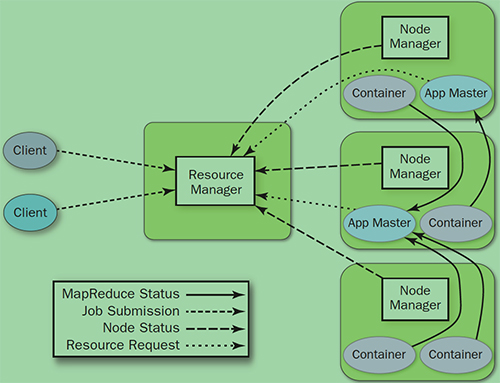 Node
Manager
Container
App Master
Client
Resource
Manager
Node
Manager
Client
App Master
Container
MapReduce Status
Job Submission
Node Status
Resource Request
Node
Manager
Container
Container